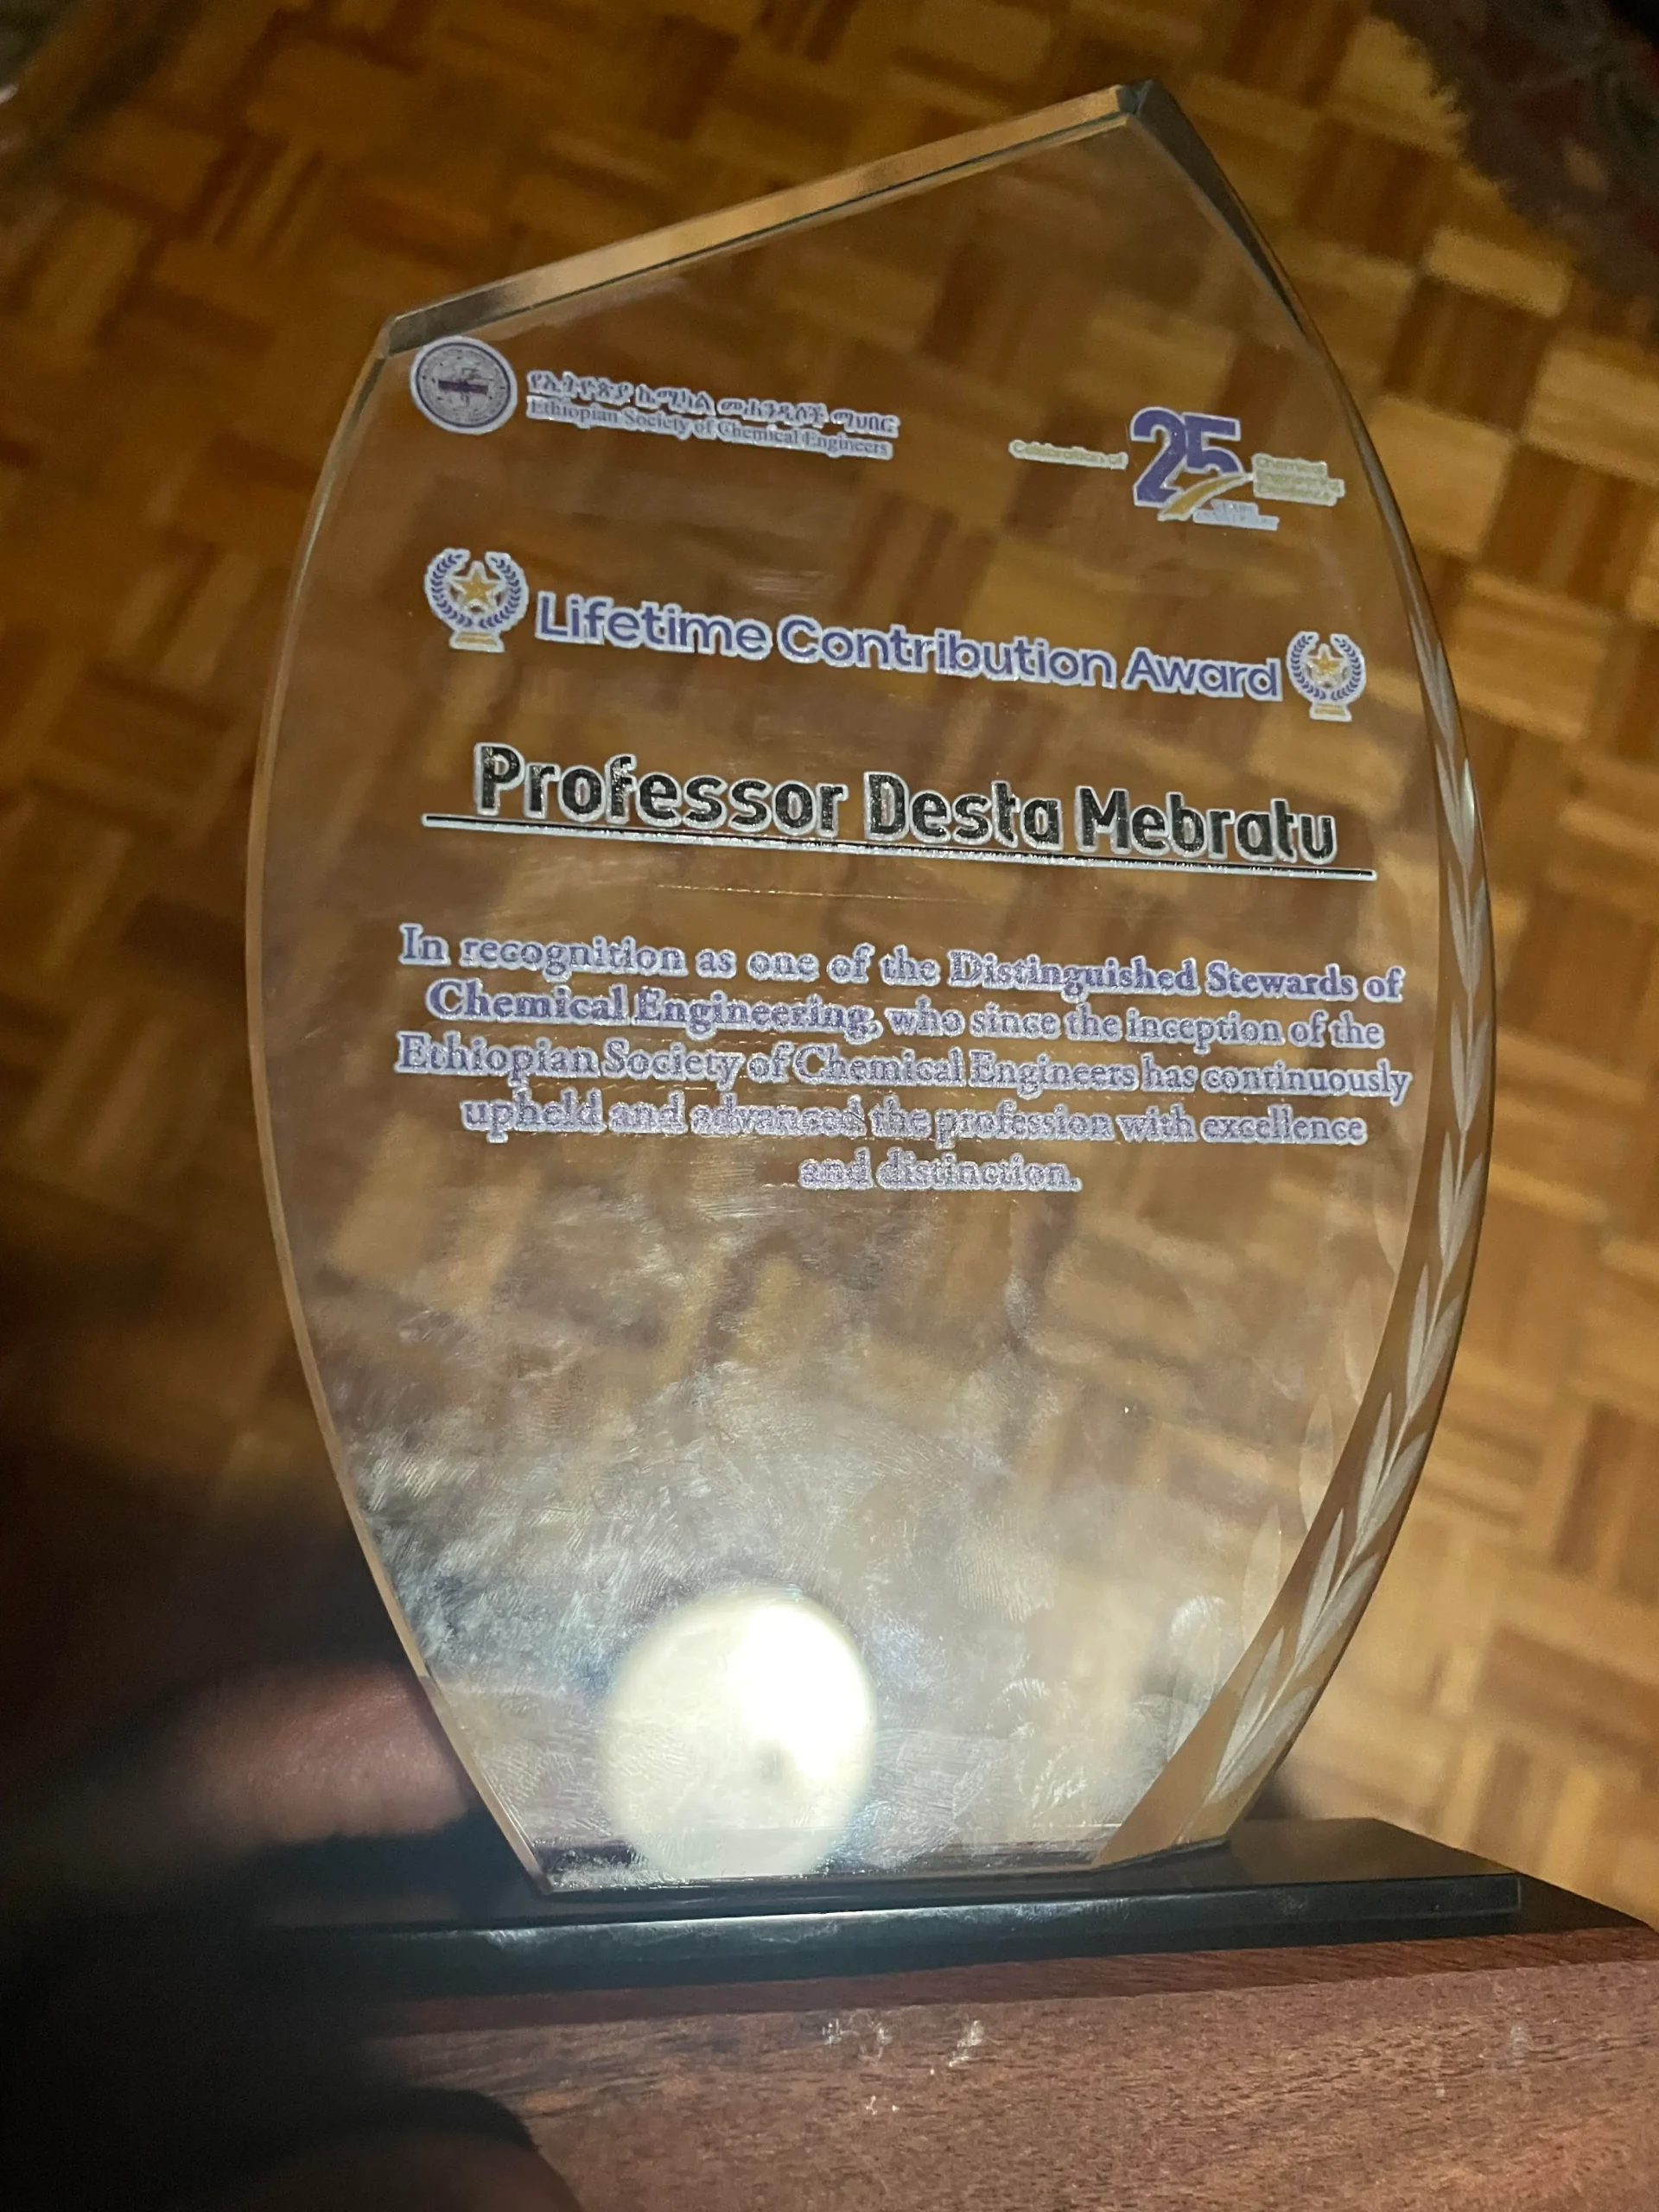 የኢትዮጵያ ኬሚካል መሐንዲሶች ማህበር
Ethiopian Society of Chemical Engineers
Celebration of
25
Chemical
Engineering
Lifetime Contribution Award
Professor Desta Mebratu
In recognition as one of the Distinguished Stewards of
Chemical Engineering, who since the inception of the
Ethiopian Society of Chemical Engineers has continuously
upheld and advanced the profession with excellence
and distinction.